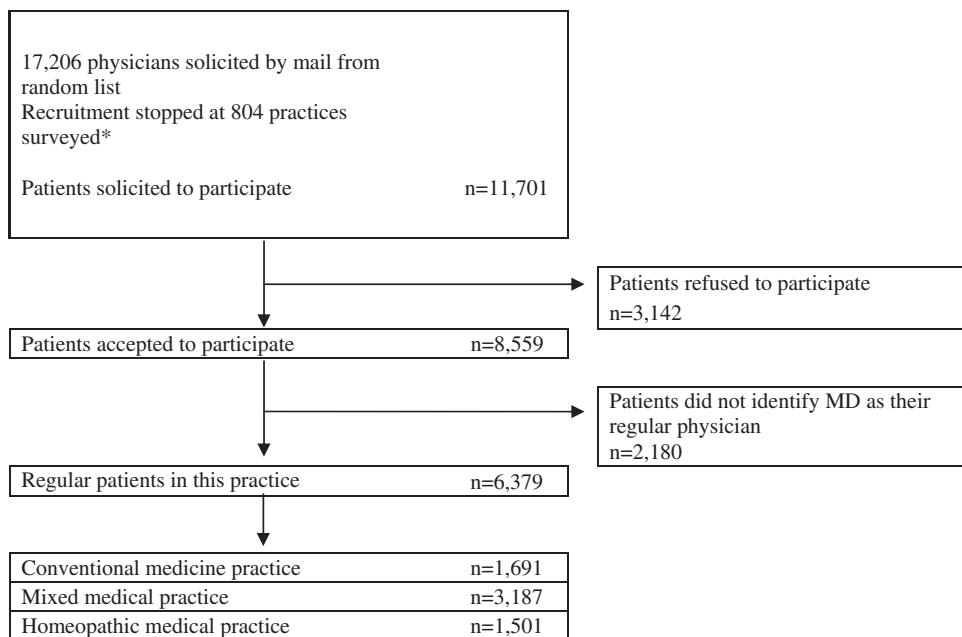 17,206 physicians solicited by mail from
random list
Recruitment stopped at 804 practices
surveyed*
Patients solicited to participate n=11,701
Patients refused to participate
n=3,142
Patients accepted to participate n=8,559
Patients did not identify MD as their
regular physician
n=2,180
Regular patients in this practice n=6,379
Conventional medicine practice n=1,691
Mixed medical practice n=3,187
Homeopathic medical practice n=1,501